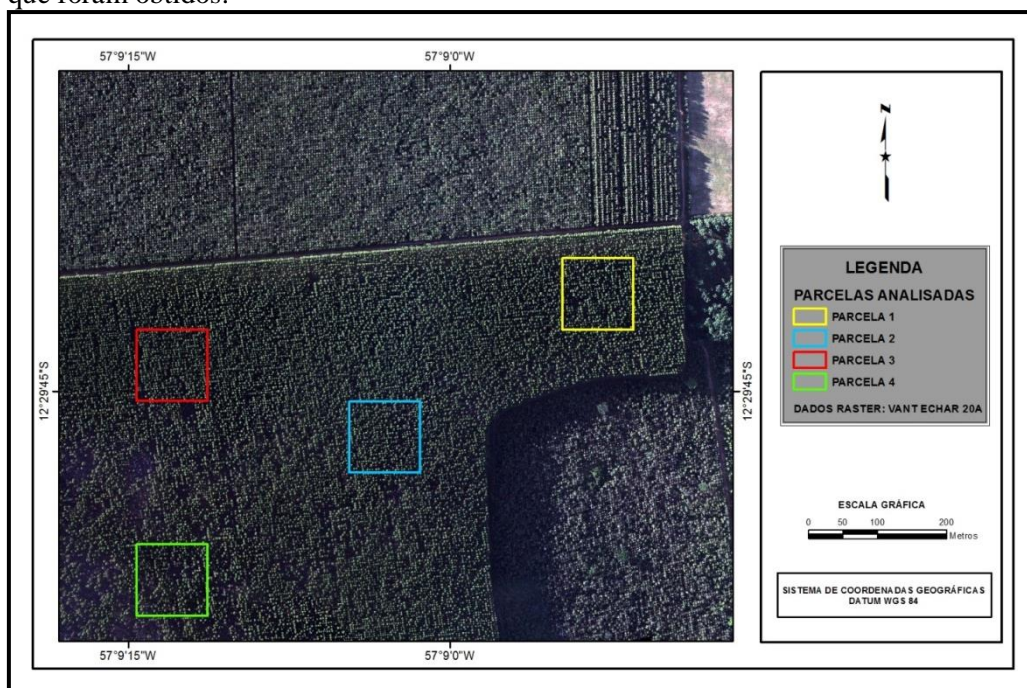 que foram obtidos.
57°9'15"W
57°9'0"W
12°29'45"S
12°29'45"S
57°9'15"W
57°9'0"W
N
LEGENDA
PARCELAS ANALISADAS
PARCELA 1
PARCELA 2
PARCELA 3
PARCELA 4
DADOS RASTER: VANT ECHAR 20A
ESCALA GRÁFICA
0 50 100 200
Metros
SISTEMA DE COORDENADAS GEOGRÁFICAS
DATUM WGS 84